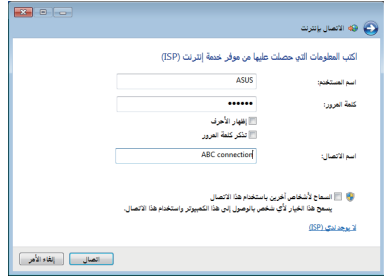 الاتصال بإنترنت
اكتب المعلومات التي حصلت عليها من موفر خدمة إنترنت (ISP)
اسم المستخدم: ASUS
كلمة المرور: ••••••
إظهار الأحرف
تذكر كلمة المرور
اسم الاتصال: ABC connection
السماح لأشخاص آخرين باستخدام هذا الاتصال
يسمح هذا الخيار لأي شخص بالوصول إلى هذا الكمبيوتر واستخدام هذا الاتصال.
لا يوجد لدي (ISP)
اتصال
إلغاء الأمر